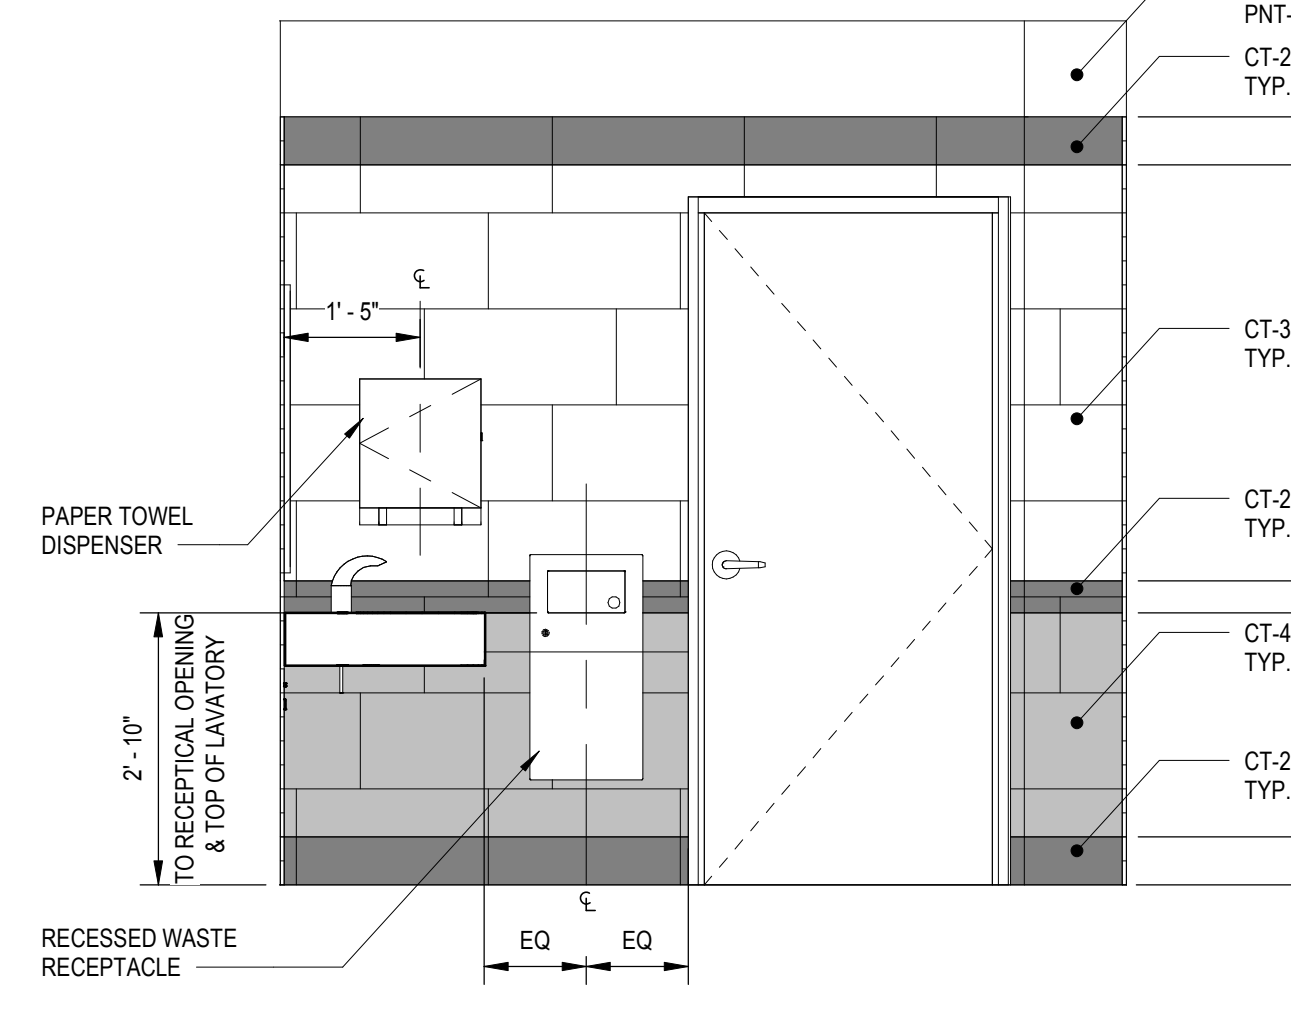 PNT-
CT-2
TYP.
℄
1' - 5"
CT-3
TYP.
PAPER TOWEL
DISPENSER
CT-2
TYP.
2' - 10"
TO RECEPTICAL OPENING
& TOP OF LAVATORY
CT-4
TYP.
CT-2
TYP.
℄
RECESSED WASTE
RECEPTACLE
EQ
EQ